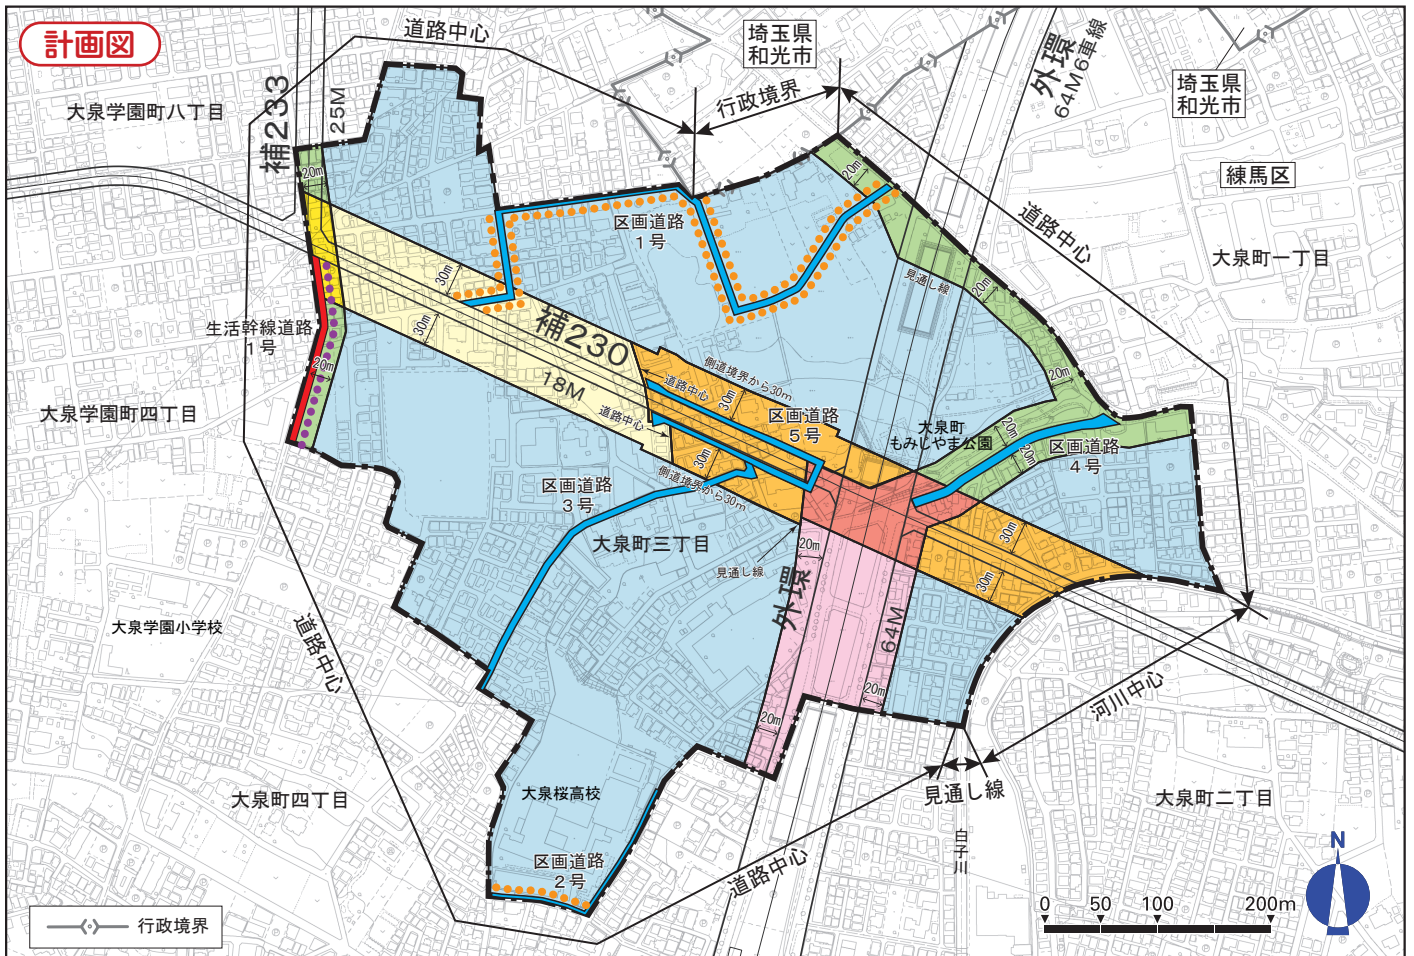 計画図
道路中心
埼玉県
和光市
行政境界
外環
64M6車線
埼玉県
和光市
練馬区
大泉学園町八丁目
補233
25M
20m
20m
道路中心
大泉町一丁目
区画道路
1号
見通し線
20m
30m
30m
補230
18M
生活幹線道路
1号
20m
側道境界から30m
道路中心
30m
道路中心
20m
大泉学園町四丁目
区画道路
5号
大泉町
もみじやま公園
20m
20m
区画道路
4号
30m
側道境界から30m
区画道路
3号
大泉町三丁目
20m
見通し線
外環
30m
30m
64M
大泉学園小学校
道路中心
20m
20m
河川中心
大泉町四丁目
大泉桜高校
見通し線
大泉町二丁目
白子川
区画道路
2号
道路中心
行政境界
N
0 50 100 200m